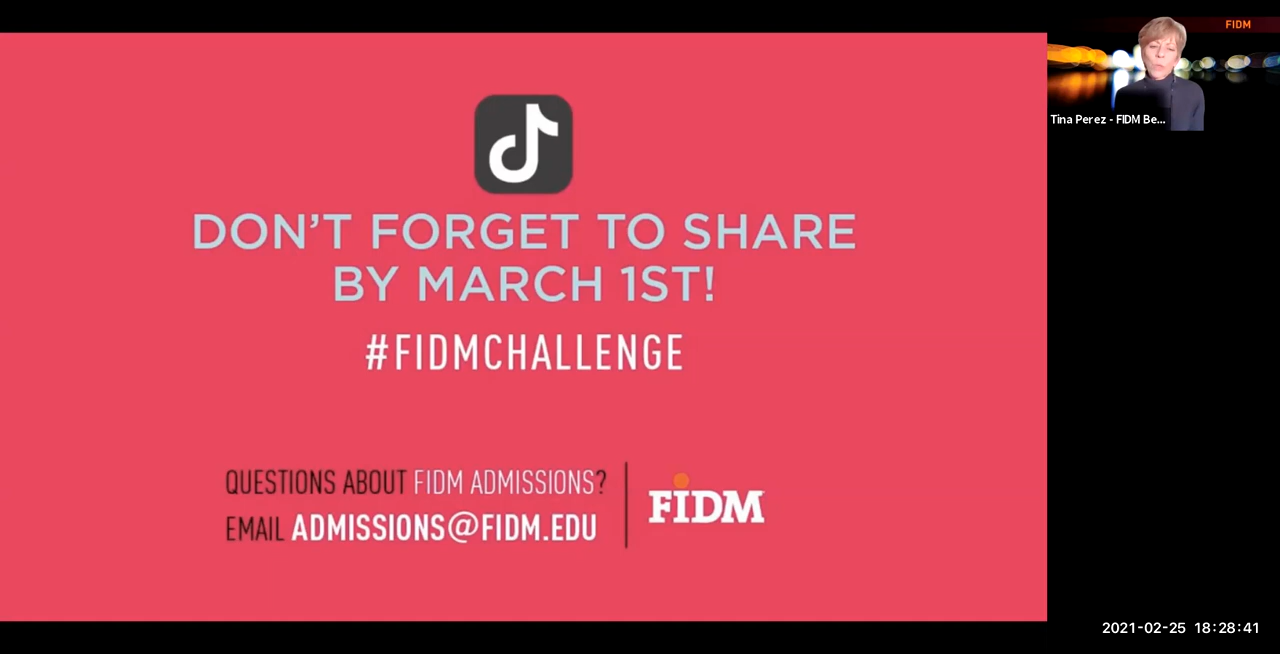 DON'T FORGET TO SHARE
BY MARCH 1ST!
#FIDMCHALLENGE
QUESTIONS ABOUT FIDM ADMISSIONS?
EMAIL ADMISSIONS@FIDM.EDU
FIDM
FIDM
Tina Perez - FIDM Be...
2021-02-25 18:28:41